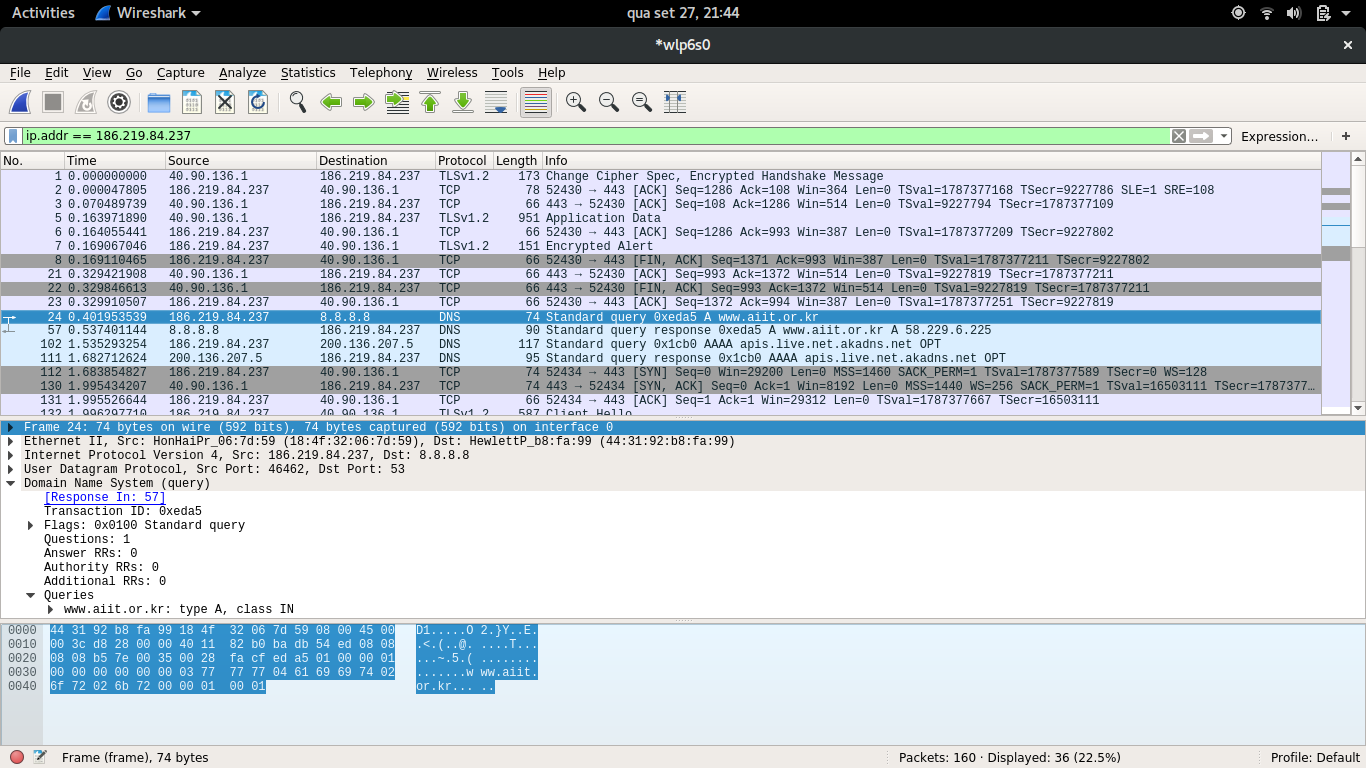 Activities Wireshark qua set 27, 21:44
*wlp6s0 ×
File Edit View Go Capture Analyze Statistics Telephony Wireless Tools Help
ip.addr == 186.219.84.237 Expression… +
No. Time Source Destination Protocol Length Info
1 0.000000000 40.90.136.1 186.219.84.237 TLSv1.2 173 Change Cipher Spec, Encrypted Handshake Message
2 0.000047805 186.219.84.237 40.90.136.1 TCP 78 52430 → 443 [ACK] Seq=1286 Ack=108 Win=364 Len=0 TSval=1787377168 TSecr=9227786 SLE=1 SRE=108
3 0.070489739 40.90.136.1 186.219.84.237 TCP 66 443 → 52430 [ACK] Seq=108 Ack=1286 Win=514 Len=0 TSval=9227794 TSecr=1787377109
5 0.163971890 40.90.136.1 186.219.84.237 TLSv1.2 951 Application Data
6 0.164055441 186.219.84.237 40.90.136.1 TCP 66 52430 → 443 [ACK] Seq=1286 Ack=993 Win=387 Len=0 TSval=1787377209 TSecr=9227802
7 0.169067046 186.219.84.237 40.90.136.1 TLSv1.2 151 Encrypted Alert
8 0.169110465 186.219.84.237 40.90.136.1 TCP 66 52430 → 443 [FIN, ACK] Seq=1371 Ack=993 Win=387 Len=0 TSval=1787377211 TSecr=9227802
21 0.329421908 40.90.136.1 186.219.84.237 TCP 66 443 → 52430 [ACK] Seq=993 Ack=1372 Win=514 Len=0 TSval=9227819 TSecr=1787377211
22 0.329846613 40.90.136.1 186.219.84.237 TCP 66 443 → 52430 [FIN, ACK] Seq=993 Ack=1372 Win=514 Len=0 TSval=9227819 TSecr=1787377211
23 0.329910507 186.219.84.237 40.90.136.1 TCP 66 52430 → 443 [ACK] Seq=1372 Ack=994 Win=387 Len=0 TSval=1787377251 TSecr=9227819
24 0.401953539 186.219.84.237 8.8.8.8 DNS 74 Standard query 0xeda5 A www.aiit.or.kr
57 0.537401144 8.8.8.8 186.219.84.237 DNS 90 Standard query response 0xeda5 A www.aiit.or.kr A 58.229.6.225
102 1.535293254 186.219.84.237 200.136.207.5 DNS 117 Standard query 0x1cb0 AAAA apis.live.net.akadns.net OPT
111 1.682712624 200.136.207.5 186.219.84.237 DNS 95 Standard query response 0x1cb0 AAAA apis.live.net.akadns.net OPT
112 1.683854827 186.219.84.237 40.90.136.1 TCP 74 52434 → 443 [SYN] Seq=0 Win=29200 Len=0 MSS=1460 SACK_PERM=1 TSval=1787377589 TSecr=0 WS=128
130 1.995434207 40.90.136.1 186.219.84.237 TCP 74 443 → 52434 [SYN, ACK] Seq=0 Ack=1 Win=8192 Len=0 MSS=1440 WS=256 SACK_PERM=1 TSval=16503111 TSecr=1787377…
131 1.995526644 186.219.84.237 40.90.136.1 TCP 66 52434 → 443 [ACK] Seq=1 Ack=1 Win=29312 Len=0 TSval=1787377667 TSecr=16503111
132 1.996297710 186.219.84.237 40.90.136.1 TLSv1.2 587 Client Hello
Frame 24: 74 bytes on wire (592 bits), 74 bytes captured (592 bits) on interface 0
Ethernet II, Src: HonHaiPr_06:7d:59 (18:4f:32:06:7d:59), Dst: HewlettP_b8:fa:99 (44:31:92:b8:fa:99)
Internet Protocol Version 4, Src: 186.219.84.237, Dst: 8.8.8.8
User Datagram Protocol, Src Port: 46462, Dst Port: 53
Domain Name System (query)
[Response In: 57]
Transaction ID: 0xeda5
Flags: 0x0100 Standard query
Questions: 1
Answer RRs: 0
Authority RRs: 0
Additional RRs: 0
Queries
www.aiit.or.kr: type A, class IN
0000 44 31 92 b8 fa 99 18 4f 32 06 7d 59 08 00 45 00 D1.....O 2.}Y..E.
0010 00 3c d8 28 00 00 40 11 82 b0 ba db 54 ed 08 08 .<.(..@. ....T...
0020 08 08 b5 7e 00 35 00 28 fa cf ed a5 01 00 00 01 ...~.5.( ........
0030 00 00 00 00 00 00 03 77 77 77 04 61 69 69 74 02 .......w ww.aiit.
0040 6f 72 02 6b 72 00 00 01 00 01 or.kr... ..
Frame (frame), 74 bytes Packets: 160 · Displayed: 36 (22.5%) Profile: Default